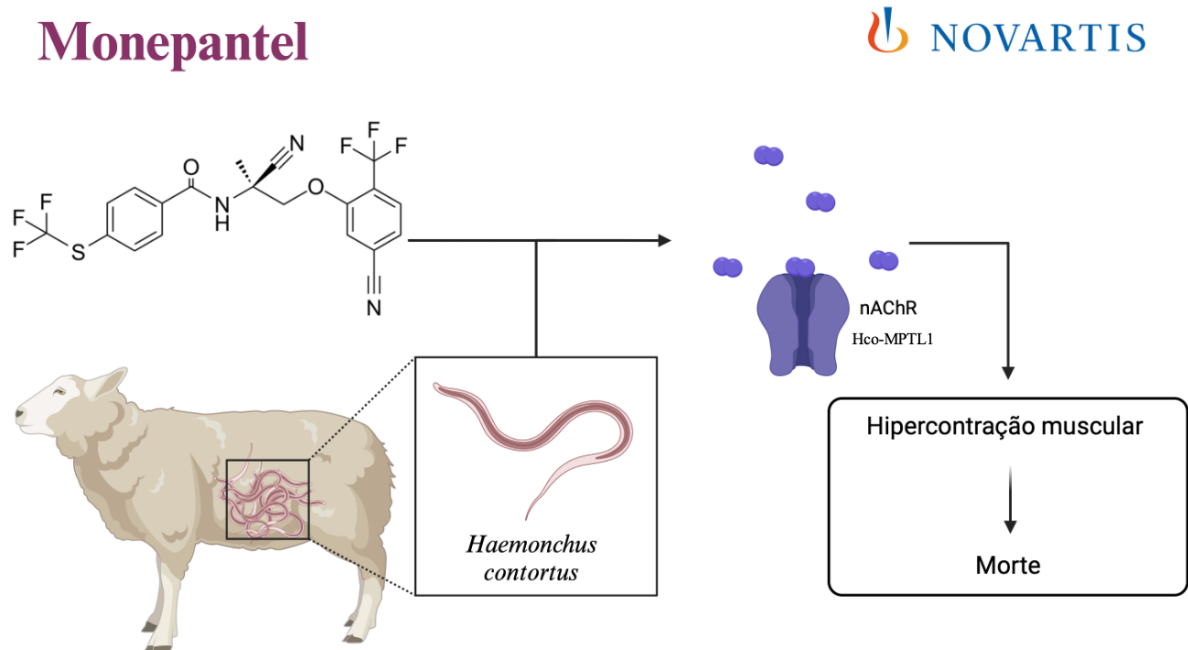 Monepantel
NOVARTIS
F
F
F
N
O
O
N
H
F
F
F
S
N
nAChR
Hco-MPTL1
Haemonchus
contortus
Hipercontração muscular
Morte